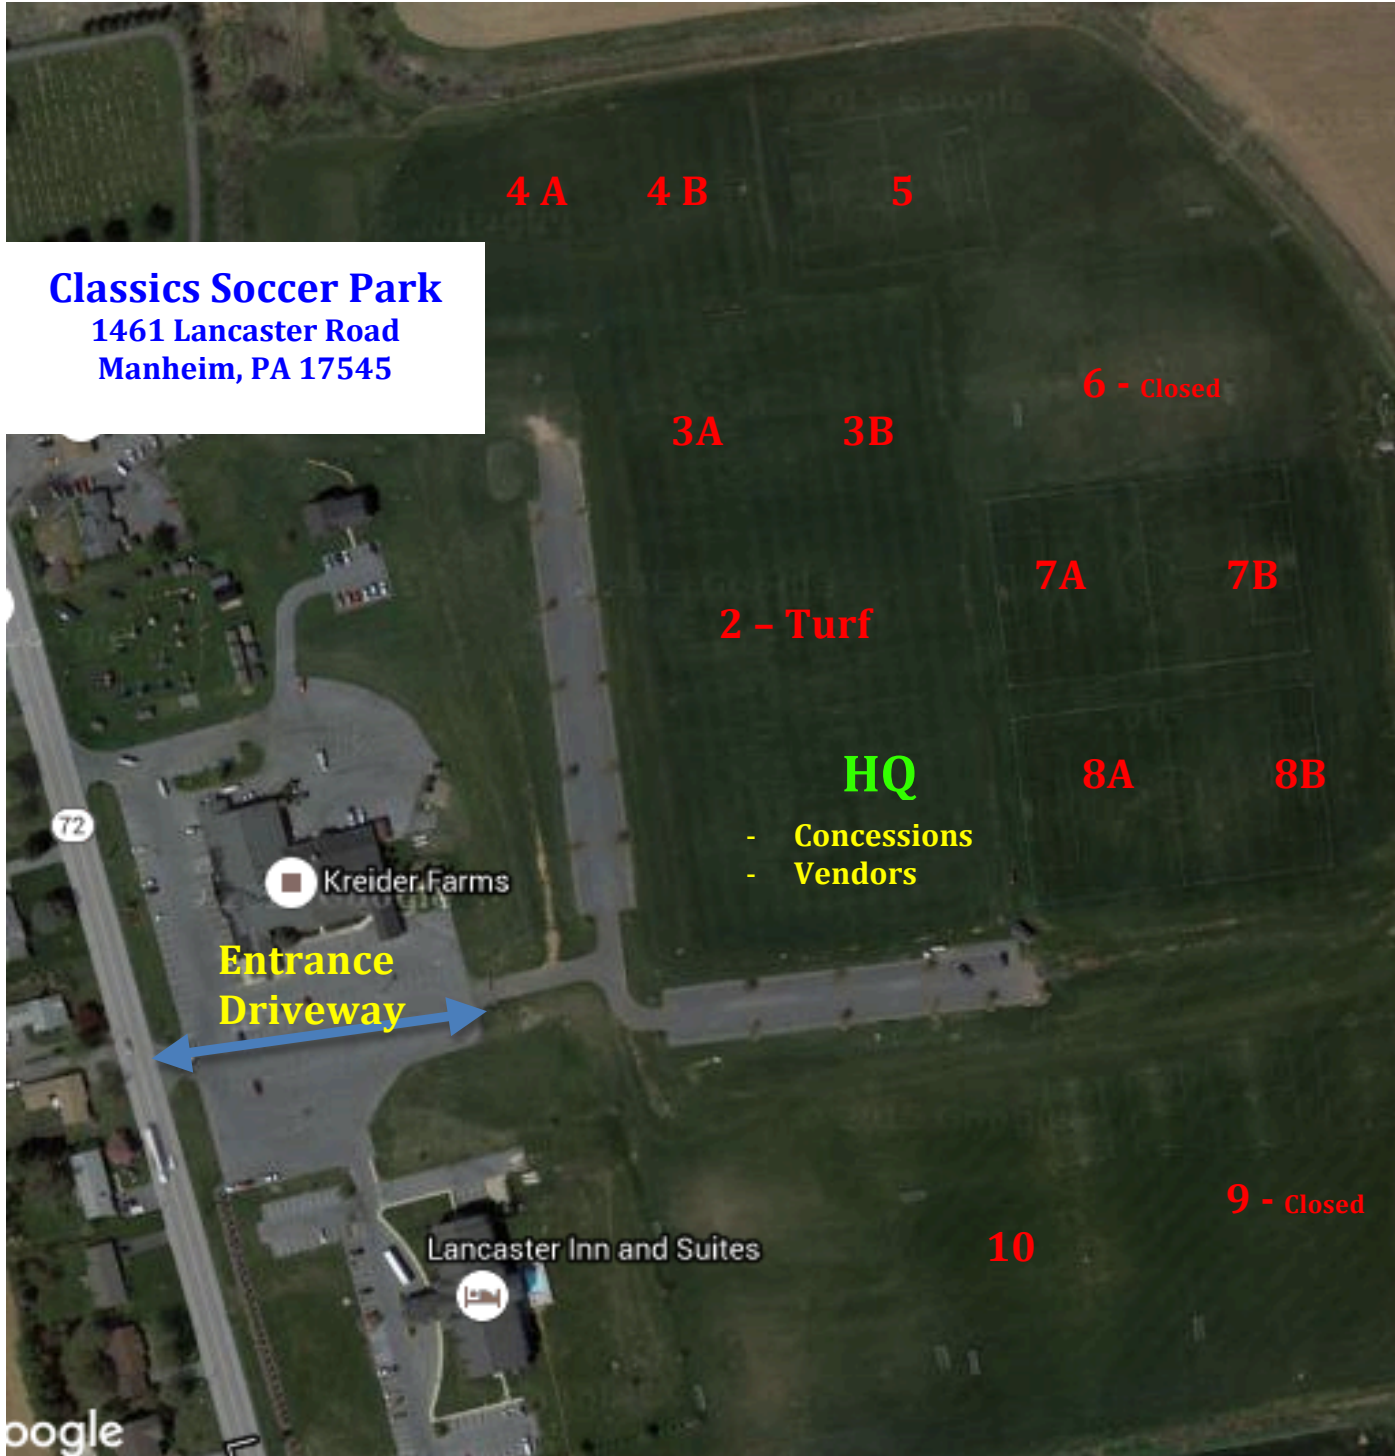 4 A
4 B
5
Classics Soccer Park
1461 Lancaster Road
Manheim, PA 17545
6 - Closed
3A
3B
7A
7B
2 – Turf
HQ
8A
8B
- Concessions
- Vendors
72
Kreider Farms
Entrance
Driveway
9 - Closed
10
Lancaster Inn and Suites
oogle